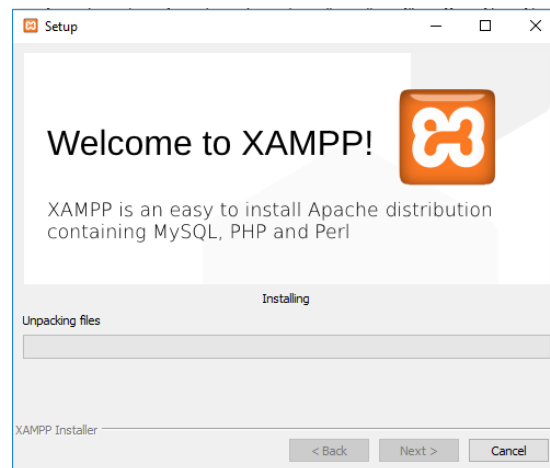 Setup
Welcome to XAMPP!
XAMPP is an easy to install Apache distribution
containing MySQL, PHP and Perl
Installing
Unpacking files
XAMPP Installer
< Back
Next >
Cancel